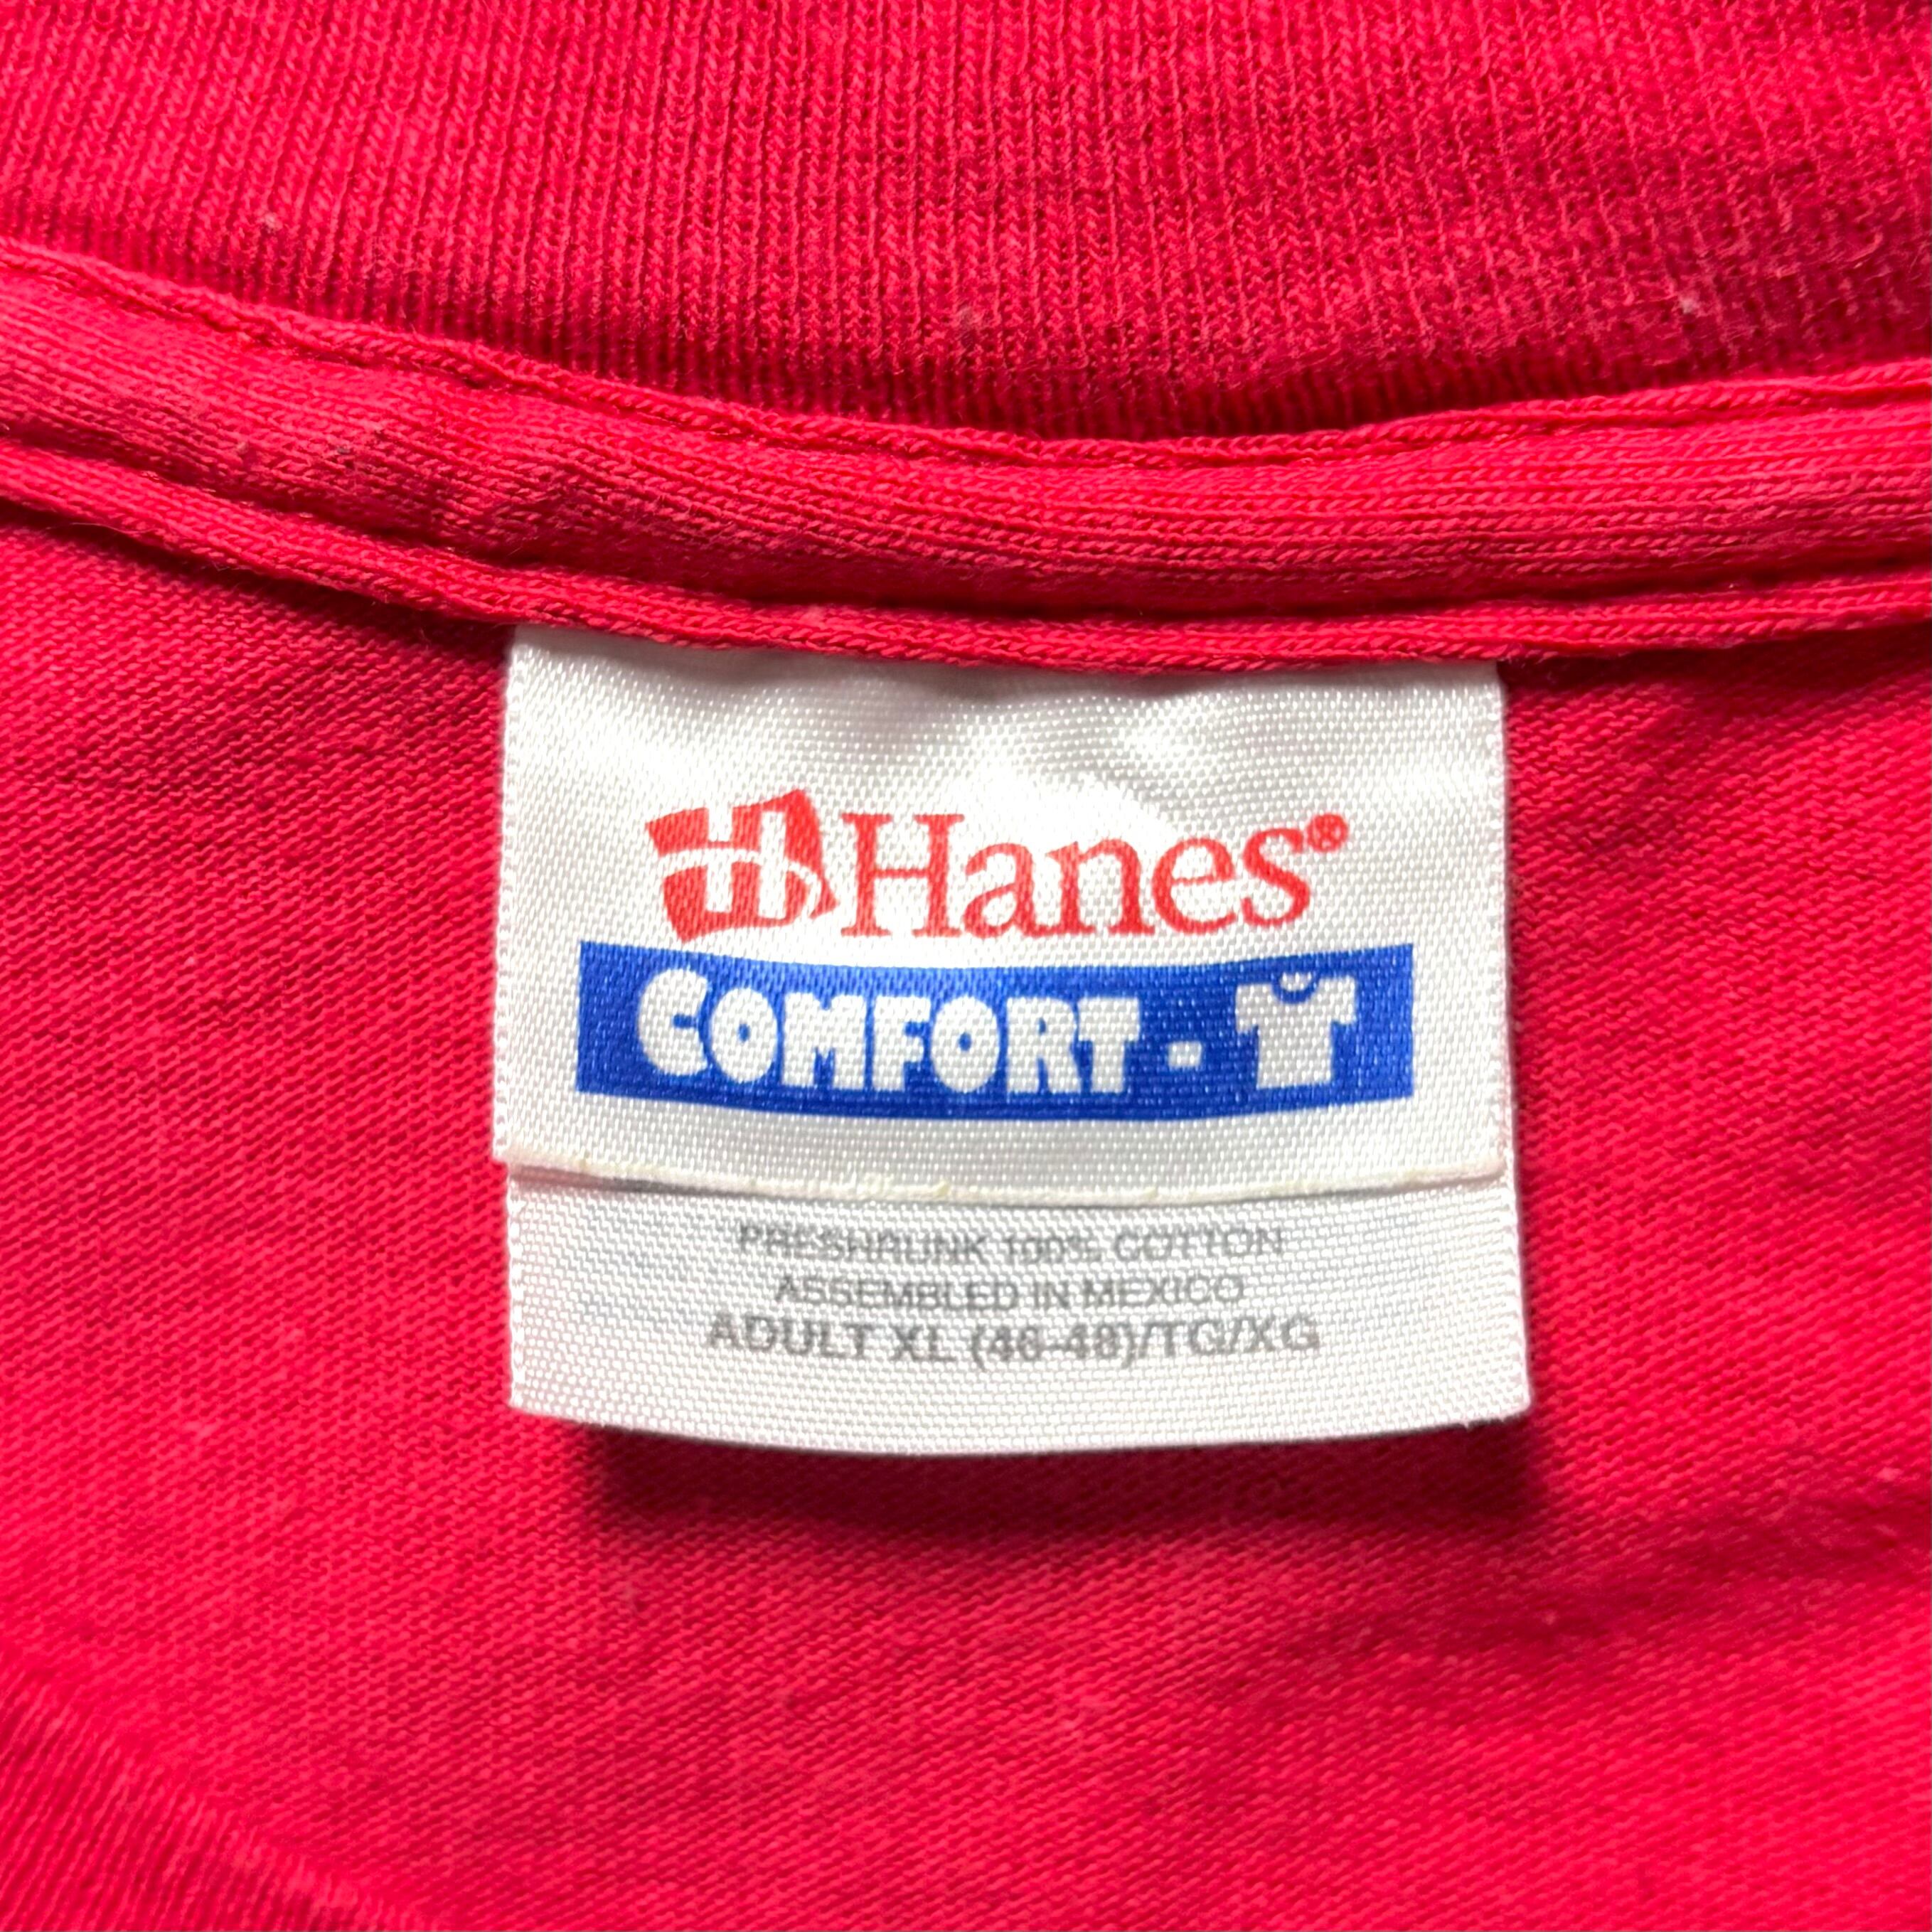 H Hanes®
COMFORT -
PRESHRUNK 100% COTTON
ASSEMBLED IN MEXICO
ADULT XL (46-48)/TG/XG